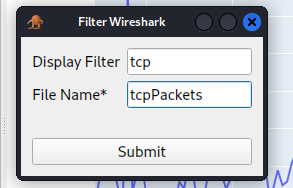 Filter Wireshark
Display Filter tcp
File Name* tcpPackets
Submit